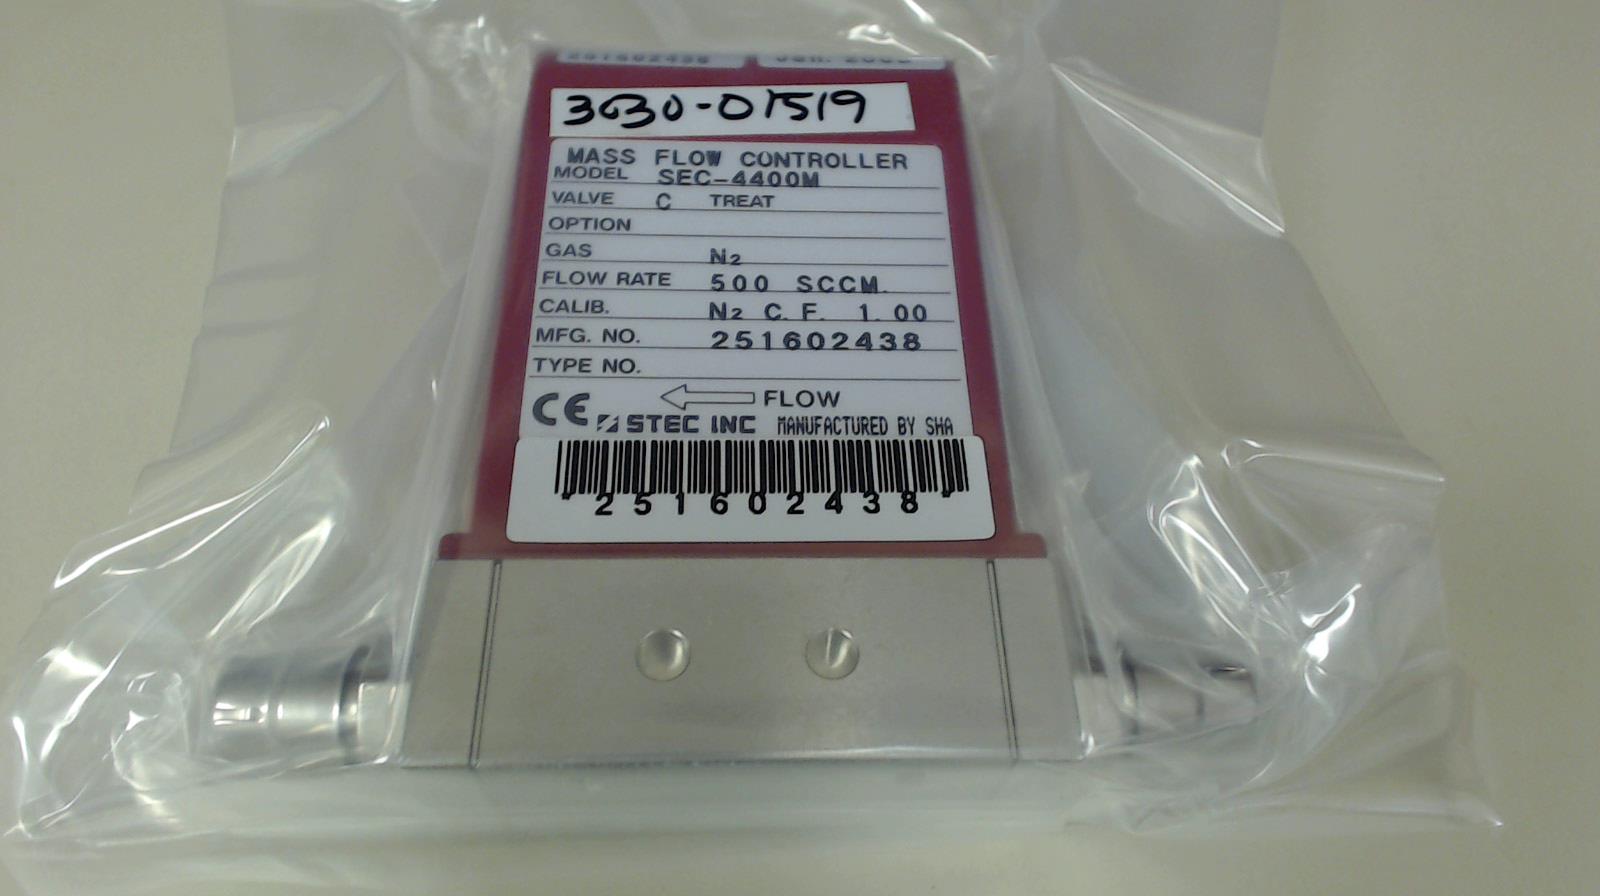 251602438
3030-01519
MASS FLOW CONTROLLER
MODEL SEC-4400M
VALVE C TREAT
OPTION
GAS N₂
FLOW RATE 500 SCCM.
CALIB. N₂ C.F. 1.00
MFG. NO. 251602438
TYPE NO.
CE FLOW
STEC INC MANUFACTURED BY SHA
*251602438*